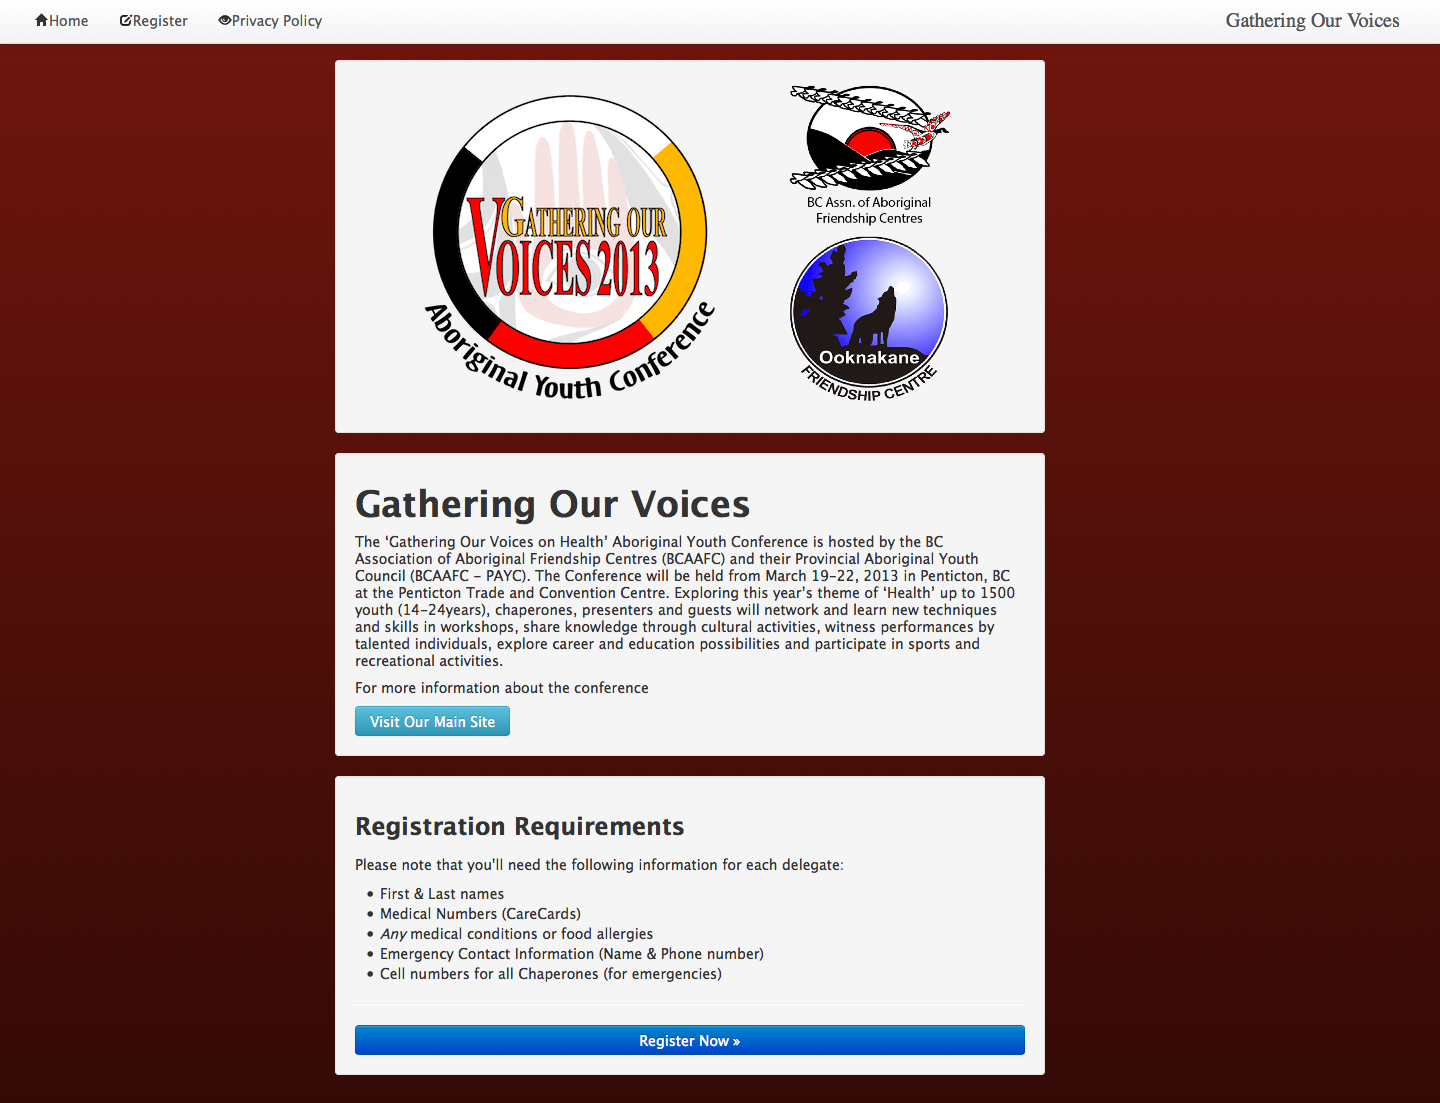 Home Register Privacy Policy Gathering Our Voices
GATHERING OUR
VOICES 2013
Aboriginal Youth Conference
BC Assn. of Aboriginal
Friendship Centres
Ooknakane
FRIENDSHIP CENTRE
Gathering Our Voices
The ‘Gathering Our Voices on Health’ Aboriginal Youth Conference is hosted by the BC
Association of Aboriginal Friendship Centres (BCAAFC) and their Provincial Aboriginal Youth
Council (BCAAFC - PAYC). The Conference will be held from March 19-22, 2013 in Penticton, BC
at the Penticton Trade and Convention Centre. Exploring this year's theme of ‘Health’ up to 1500
youth (14-24years), chaperones, presenters and guests will network and learn new techniques
and skills in workshops, share knowledge through cultural activities, witness performances by
talented individuals, explore career and education possibilities and participate in sports and
recreational activities.
For more information about the conference
Visit Our Main Site
Registration Requirements
Please note that you'll need the following information for each delegate:
• First & Last names
• Medical Numbers (CareCards)
• Any medical conditions or food allergies
• Emergency Contact Information (Name & Phone number)
• Cell numbers for all Chaperones (for emergencies)
Register Now »